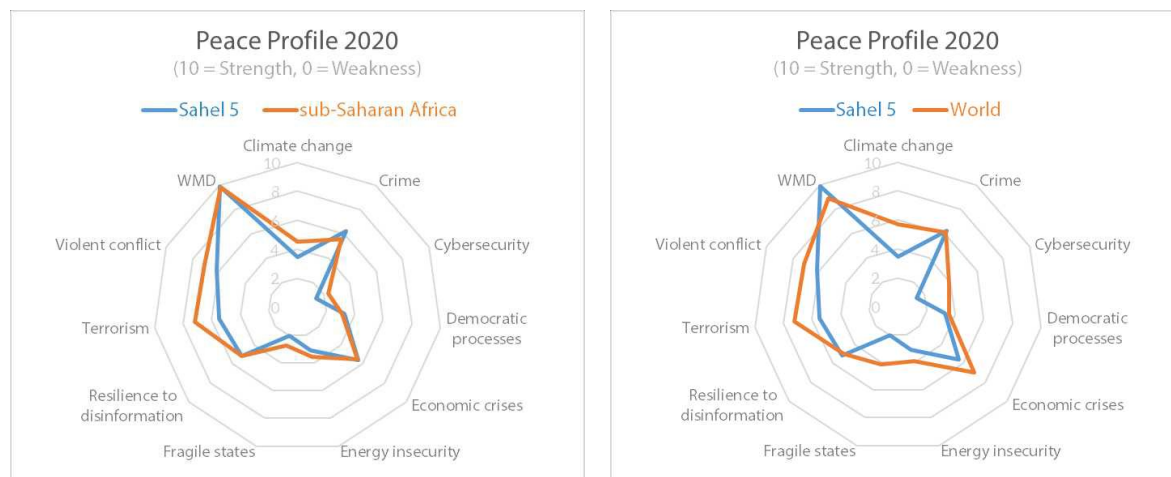 Peace Profile 2020
(10 = Strength, 0 = Weakness)
Sahel 5
sub-Saharan Africa
Climate change
10
WMD
Crime
8
6
Violent conflict
Cybersecurity
4
2
0
Terrorism
Democratic
processes
Resilience to
disinformation
Economic crises
Fragile states
Energy insecurity
Peace Profile 2020
(10 = Strength, 0 = Weakness)
Sahel 5
World
Climate change
10
WMD
Crime
8
6
Violent conflict
Cybersecurity
4
2
0
Terrorism
Democratic
processes
Resilience to
disinformation
Economic crises
Fragile states
Energy insecurity